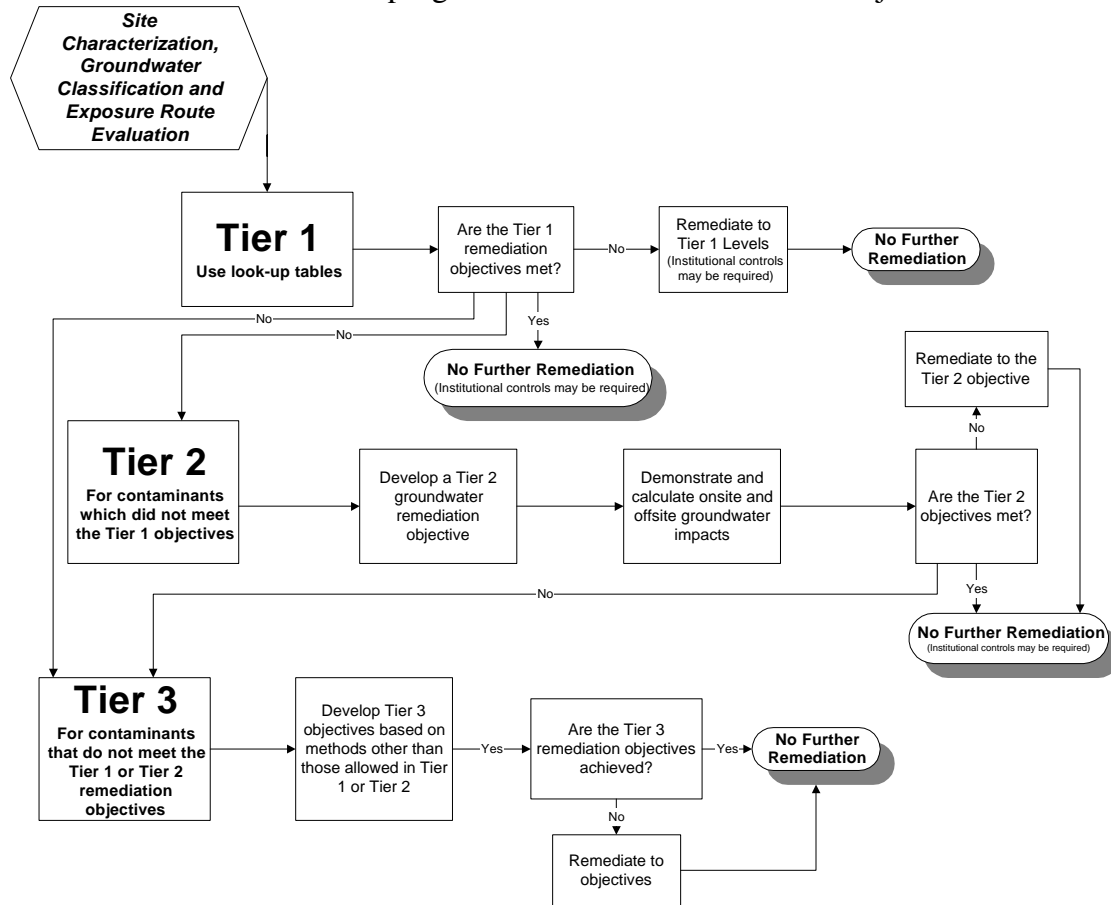 Site
Characterization,
Groundwater
Classification and
Exposure Route
Evaluation
Tier 1
Use look-up tables
Are the Tier 1
remediation
objectives met?
No
Remediate to
Tier 1 Levels
(Institutional controls
may be required)
No Further
Remediation
No
No
Yes
No Further Remediation
(Institutional controls may be required)
Remediate to the
Tier 2 objective
No
Tier 2
For contaminants
which did not meet
the Tier 1 objectives
Develop a Tier 2
groundwater
remediation
objective
Demonstrate and
calculate onsite and
offsite groundwater
impacts
Are the Tier 2
objectives met?
Yes
No
No Further Remediation
(Institutional controls may be required)
Tier 3
For contaminants
that do not meet the
Tier 1 or Tier 2
remediation
objectives
Develop Tier 3
objectives based on
methods other than
those allowed in Tier
1 or Tier 2
Yes
Are the Tier 3
remediation objectives
achieved?
Yes
No Further
Remediation
No
Remediate to
objectives